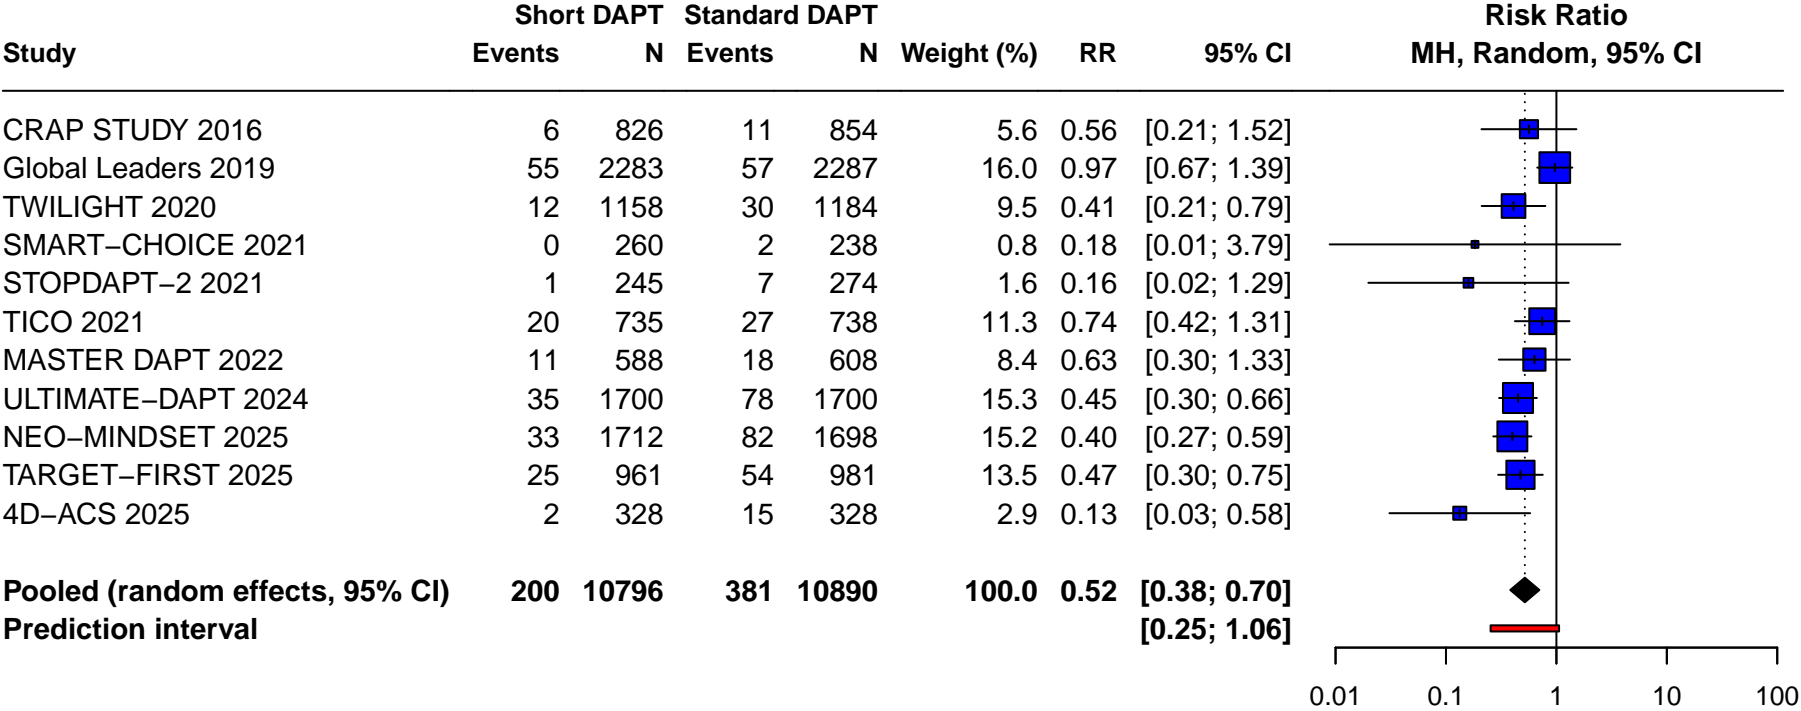 Short DAPT Standard DAPT Risk Ratio
Study Events N Events N Weight (%) RR 95% CI MH, Random, 95% CI
CRAP STUDY 2016 6 826 11 854 5.6 0.56 [0.21; 1.52]
Global Leaders 2019 55 2283 57 2287 16.0 0.97 [0.67; 1.39]
TWILIGHT 2020 12 1158 30 1184 9.5 0.41 [0.21; 0.79]
SMART−CHOICE 2021 0 260 2 238 0.8 0.18 [0.01; 3.79]
STOPDAPT−2 2021 1 245 7 274 1.6 0.16 [0.02; 1.29]
TICO 2021 20 735 27 738 11.3 0.74 [0.42; 1.31]
MASTER DAPT 2022 11 588 18 608 8.4 0.63 [0.30; 1.33]
ULTIMATE−DAPT 2024 35 1700 78 1700 15.3 0.45 [0.30; 0.66]
NEO−MINDSET 2025 33 1712 82 1698 15.2 0.40 [0.27; 0.59]
TARGET−FIRST 2025 25 961 54 981 13.5 0.47 [0.30; 0.75]
4D−ACS 2025 2 328 15 328 2.9 0.13 [0.03; 0.58]
Pooled (random effects, 95% CI) 200 10796 381 10890 100.0 0.52 [0.38; 0.70]
Prediction interval [0.25; 1.06]
0.01 0.1 1 10 100